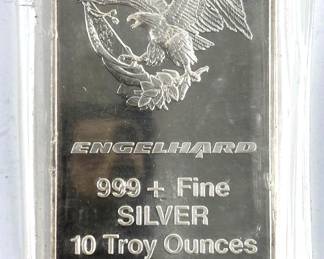 ENGELHARD
999+ Fine
SILVER
10 Troy Ounces